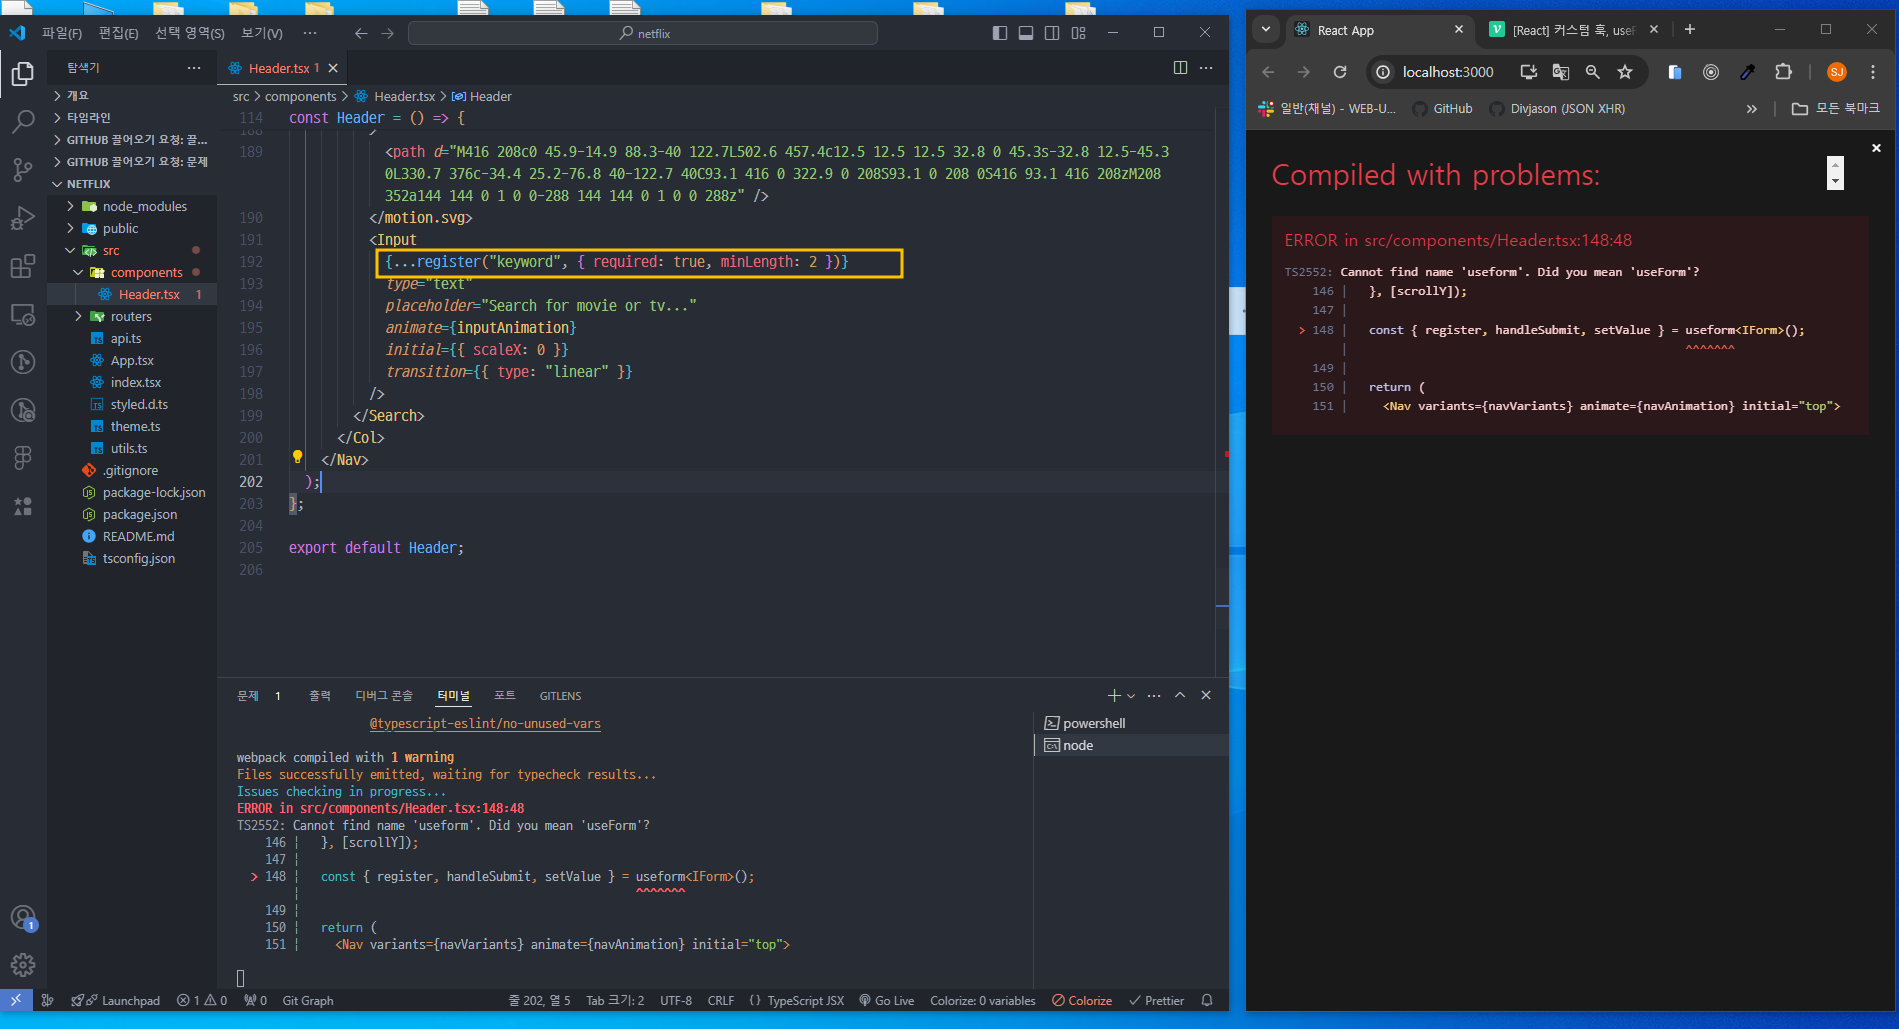 파일(F) 편집(E) 선택 영역(S) 보기(V) ··· netflix
탐색기 ···
개요
타임라인
GITHUB 끌어오기 요청: 끌...
GITHUB 끌어오기 요청: 문제
NETFLIX
node_modules
public
src
components
Header.tsx 1
routers
api.ts
App.tsx
index.tsx
styled.d.ts
theme.ts
utils.ts
.gitignore
package-lock.json
package.json
README.md
tsconfig.json
Header.tsx 1
src > components > Header.tsx > Header
114 const Header = () => {
188 >
189 <path d="M416 208c0 45.9-14.9 88.3-40 122.7L502.6 457.4c12.5 12.5 12.5 32.8 0 45.3s-32.8 12.5-45.3
0L330.7 376c-34.4 25.2-76.8 40-122.7 40C93.1 416 0 322.9 0 208S93.1 0 208 0S416 93.1 416 208zM208
352a144 144 0 1 0 0-288 144 144 0 1 0 0 288z" />
190 </motion.svg>
191 <Input
192 {...register("keyword", { required: true, minLength: 2 })}
193 type="text"
194 placeholder="Search for movie or tv..."
195 animate={inputAnimation}
196 initial={{ scaleX: 0 }}
197 transition={{ type: "linear" }}
198 />
199 </Search>
200 </Col>
201 </Nav>
202 );
203 };
204
205 export default Header;
206
문제 1 출력 디버그 콘솔 터미널 포트 GITLENS
@typescript-eslint/no-unused-vars
webpack compiled with 1 warning
Files successfully emitted, waiting for typecheck results...
Issues checking in progress...
ERROR in src/components/Header.tsx:148:48
TS2552: Cannot find name 'useform'. Did you mean 'useForm'?
146 | }, [scrollY]);
147 |
> 148 | const { register, handleSubmit, setValue } = useform<IForm>();
| ^^^^^^^
149 |
150 | return (
151 | <Nav variants={navVariants} animate={navAnimation} initial="top">
powershell
node
1
Launchpad 1 0 0 Git Graph 줄 202, 열 5 Tab 크기: 2 UTF-8 CRLF {} TypeScript JSX Go Live Colorize: 0 variables Colorize Prettier
React App [React] 커스텀 훅, useF
localhost:3000 SJ
일반(채널) - WEB-U... GitHub Divjason (JSON XHR) » 모든 북마크
Compiled with problems:
ERROR in src/components/Header.tsx:148:48
TS2552: Cannot find name 'useform'. Did you mean 'useForm'?
146 | }, [scrollY]);
147 |
> 148 | const { register, handleSubmit, setValue } = useform<IForm>();
| ^^^^^^^
149 |
150 | return (
151 | <Nav variants={navVariants} animate={navAnimation} initial="top">